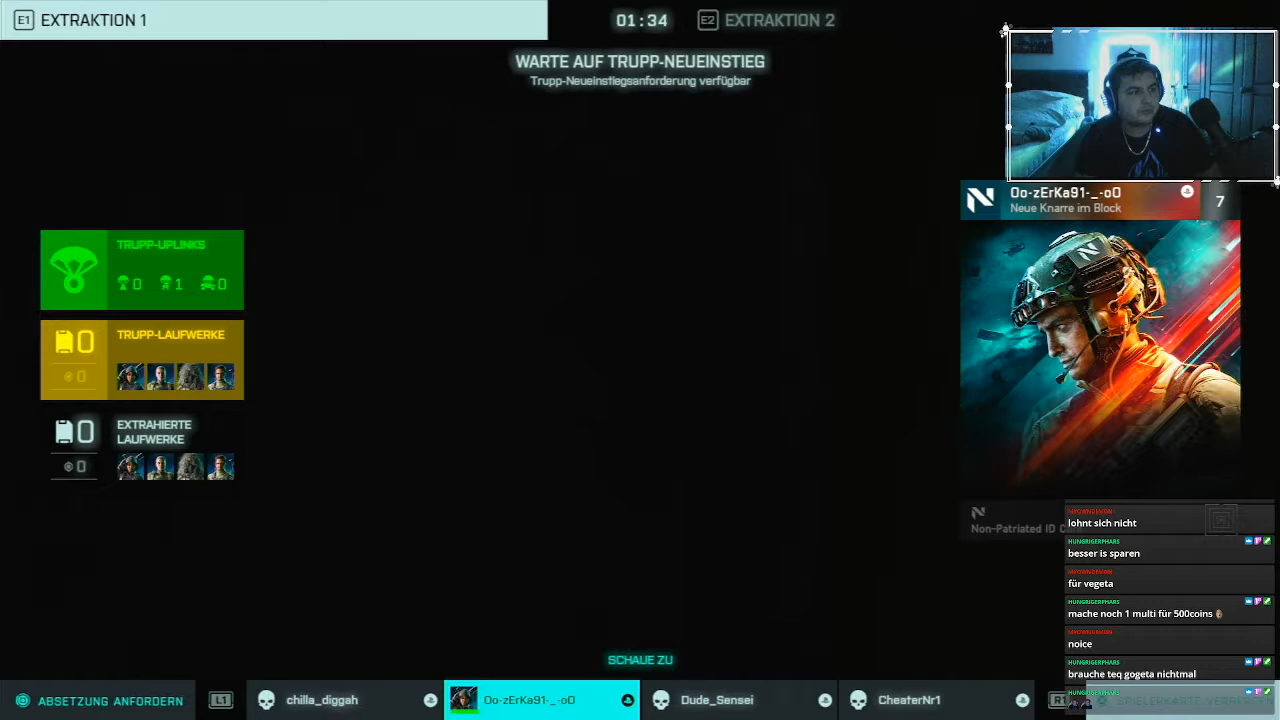 E1 EXTRAKTION 1
01:34
E2 EXTRAKTION 2
WARTE AUF TRUPP-NEUEINSTIEG
Trupp-Neueinstiegsanforderung verfügbar
Oo-zErKa91-_-oO
Neue Knarre im Block
7
TRUPP-UPLINKS
0 1 0
0 TRUPP-LAUFWERKE
0
0 EXTRAHIERTE
LAUFWERKE
0
Non-Patriated ID
lohnt sich nicht
HUNGRIGERPHARS
besser is sparen
für vegeta
HUNGRIGERPHARS
mache noch 1 multi für 500coins
noice
HUNGRIGERPHARS
brauche teq gogeta nichtmal
HUNGRIGERPHARS
SCHAUE ZU
ABSETZUNG ANFORDERN
L1
chilla_diggah
Oo-zErKa91-_-oO
Dude_Sensei
CheaterNr1
R1